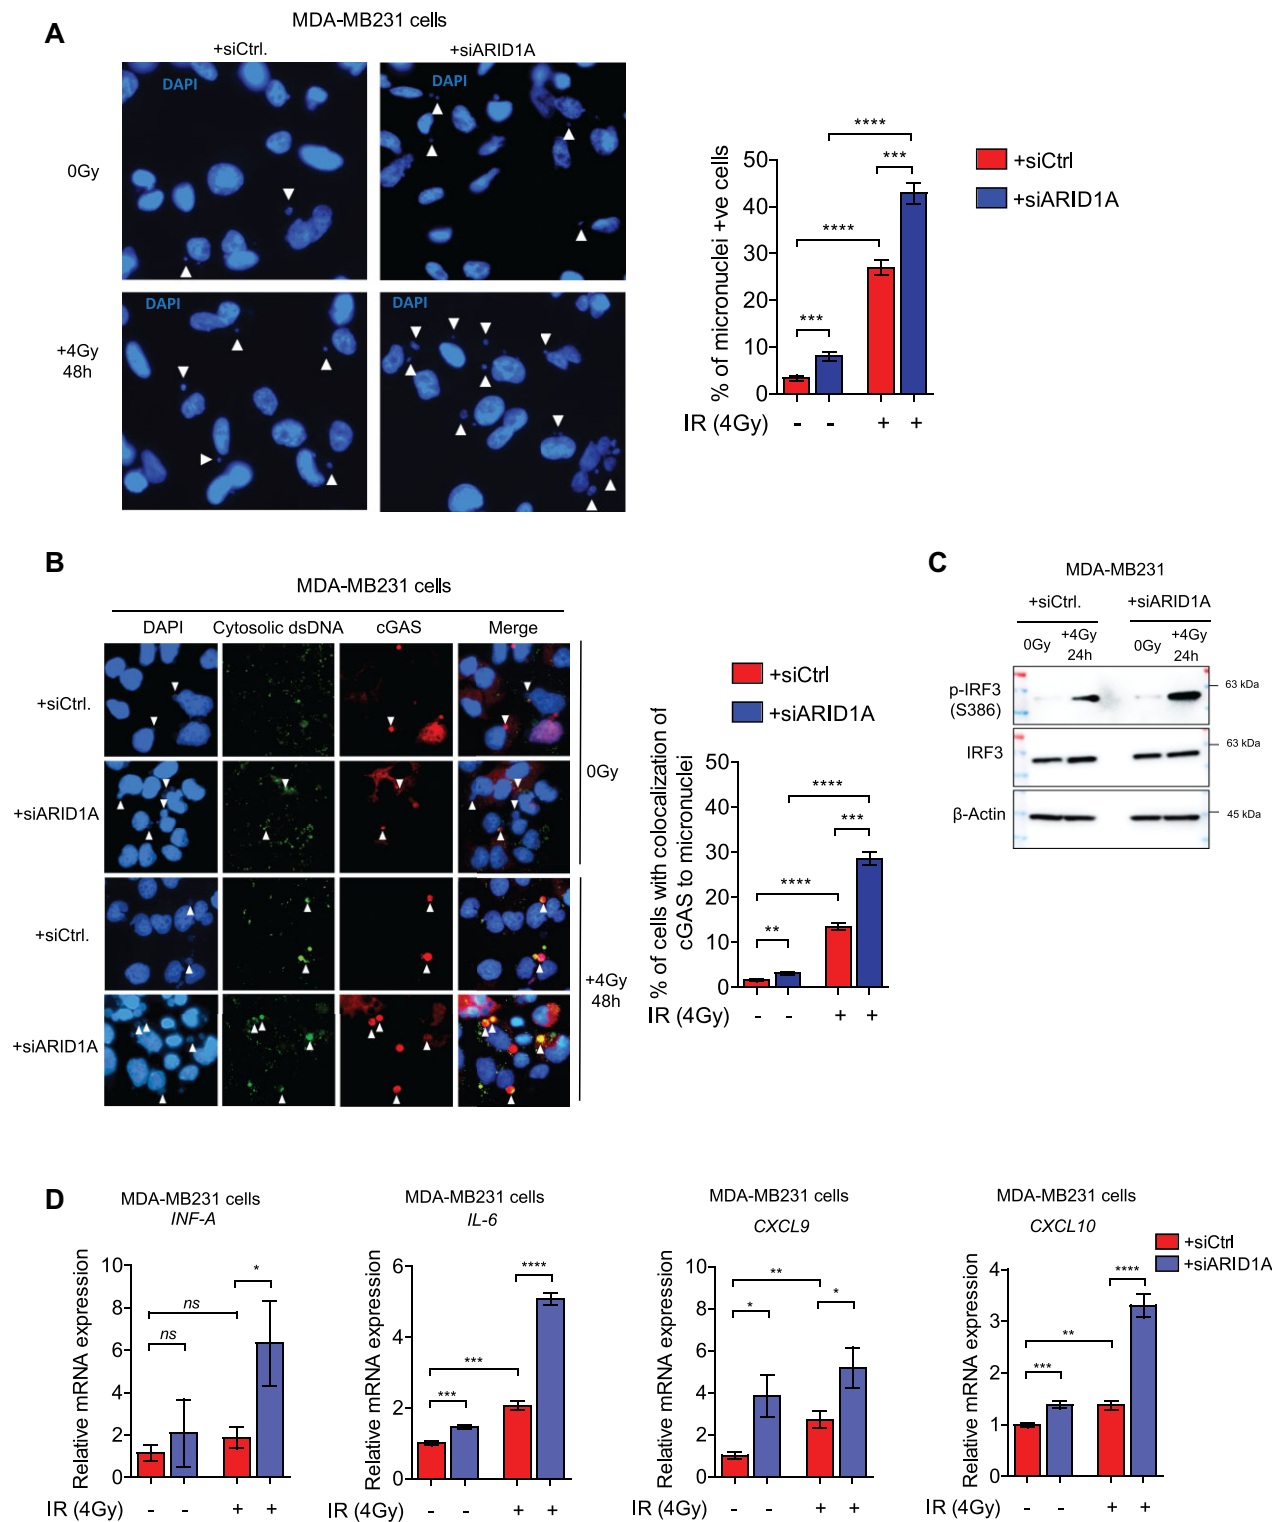 A
MDA-MB231 cells
+siCtrl.
+siARID1A
DAPI
DAPI
0Gy
DAPI
DAPI
+4Gy
48h
% of micronuclei +ve cells
50
40
30
20
10
0
****
****
***
***
IR (4Gy)
- - + +
+siCtrl
+siARID1A
B
MDA-MB231 cells
DAPI
Cytosolic dsDNA
cGAS
Merge
+siCtrl.
+siARID1A
0Gy
+siCtrl.
+siARID1A
+4Gy
48h
+siCtrl
+siARID1A
% of cells with colocalization of
cGAS to micronuclei
50
40
30
20
10
0
****
***
****
**
IR (4Gy)
- - + +
C
MDA-MB231
+siCtrl.
+siARID1A
0Gy
+4Gy
24h
0Gy
+4Gy
24h
p-IRF3
(S386)
63 kDa
IRF3
63 kDa
β-Actin
45 kDa
D
MDA-MB231 cells
INF-A
Relative mRNA expression
10
8
6
4
2
0
*
ns
ns
IR (4Gy)
- - + +
MDA-MB231 cells
IL-6
Relative mRNA expression
6
4
2
0
****
***
***
IR (4Gy)
- - + +
MDA-MB231 cells
CXCL9
Relative mRNA expression
10
8
6
4
2
0
**
*
*
IR (4Gy)
- - + +
MDA-MB231 cells
CXCL10
Relative mRNA expression
4
3
2
1
0
****
**
***
IR (4Gy)
- - + +
+siCtrl
+siARID1A